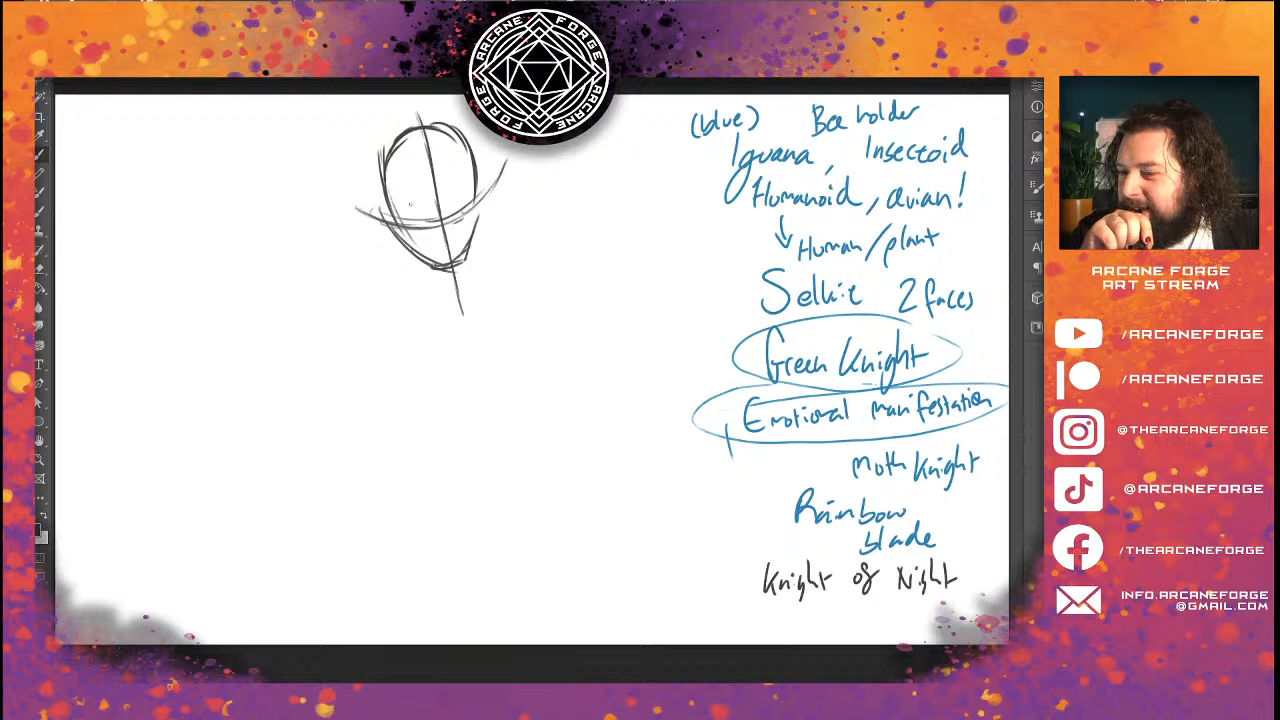 ARCANE FORGE ARCANE FORGE
(blue) Bee holder
Iguana, Insectoid
Humanoid, avian!
Human/plant
Selkie 2 faces
Green Knight
Emotional manifestation
Moth Knight
Rainbow
blade
Knight of Night
ARCANE FORGE
ART STREAM
/ARCANEFORGE
/ARCANEFORGE
@THEARCANEFORGE
@ARCANEFORGE
/THEARCANEFORGE
INFO.ARCANEFORGE
@GMAIL.COM